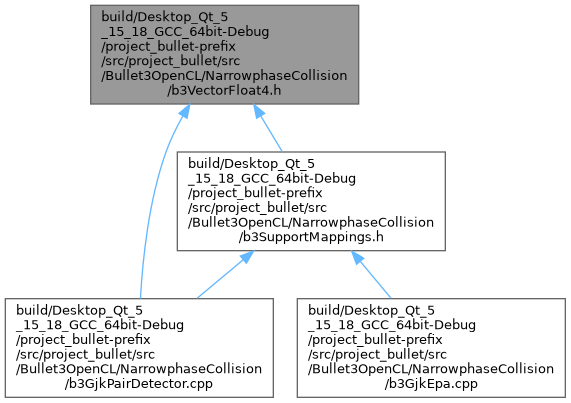 build/Desktop_Qt_5
_15_18_GCC_64bit-Debug
/project_bullet-prefix
/src/project_bullet/src
/Bullet3OpenCL/NarrowphaseCollision
/b3VectorFloat4.h
build/Desktop_Qt_5
_15_18_GCC_64bit-Debug
/project_bullet-prefix
/src/project_bullet/src
/Bullet3OpenCL/NarrowphaseCollision
/b3SupportMappings.h
build/Desktop_Qt_5
_15_18_GCC_64bit-Debug
/project_bullet-prefix
/src/project_bullet/src
/Bullet3OpenCL/NarrowphaseCollision
/b3GjkPairDetector.cpp
build/Desktop_Qt_5
_15_18_GCC_64bit-Debug
/project_bullet-prefix
/src/project_bullet/src
/Bullet3OpenCL/NarrowphaseCollision
/b3GjkEpa.cpp